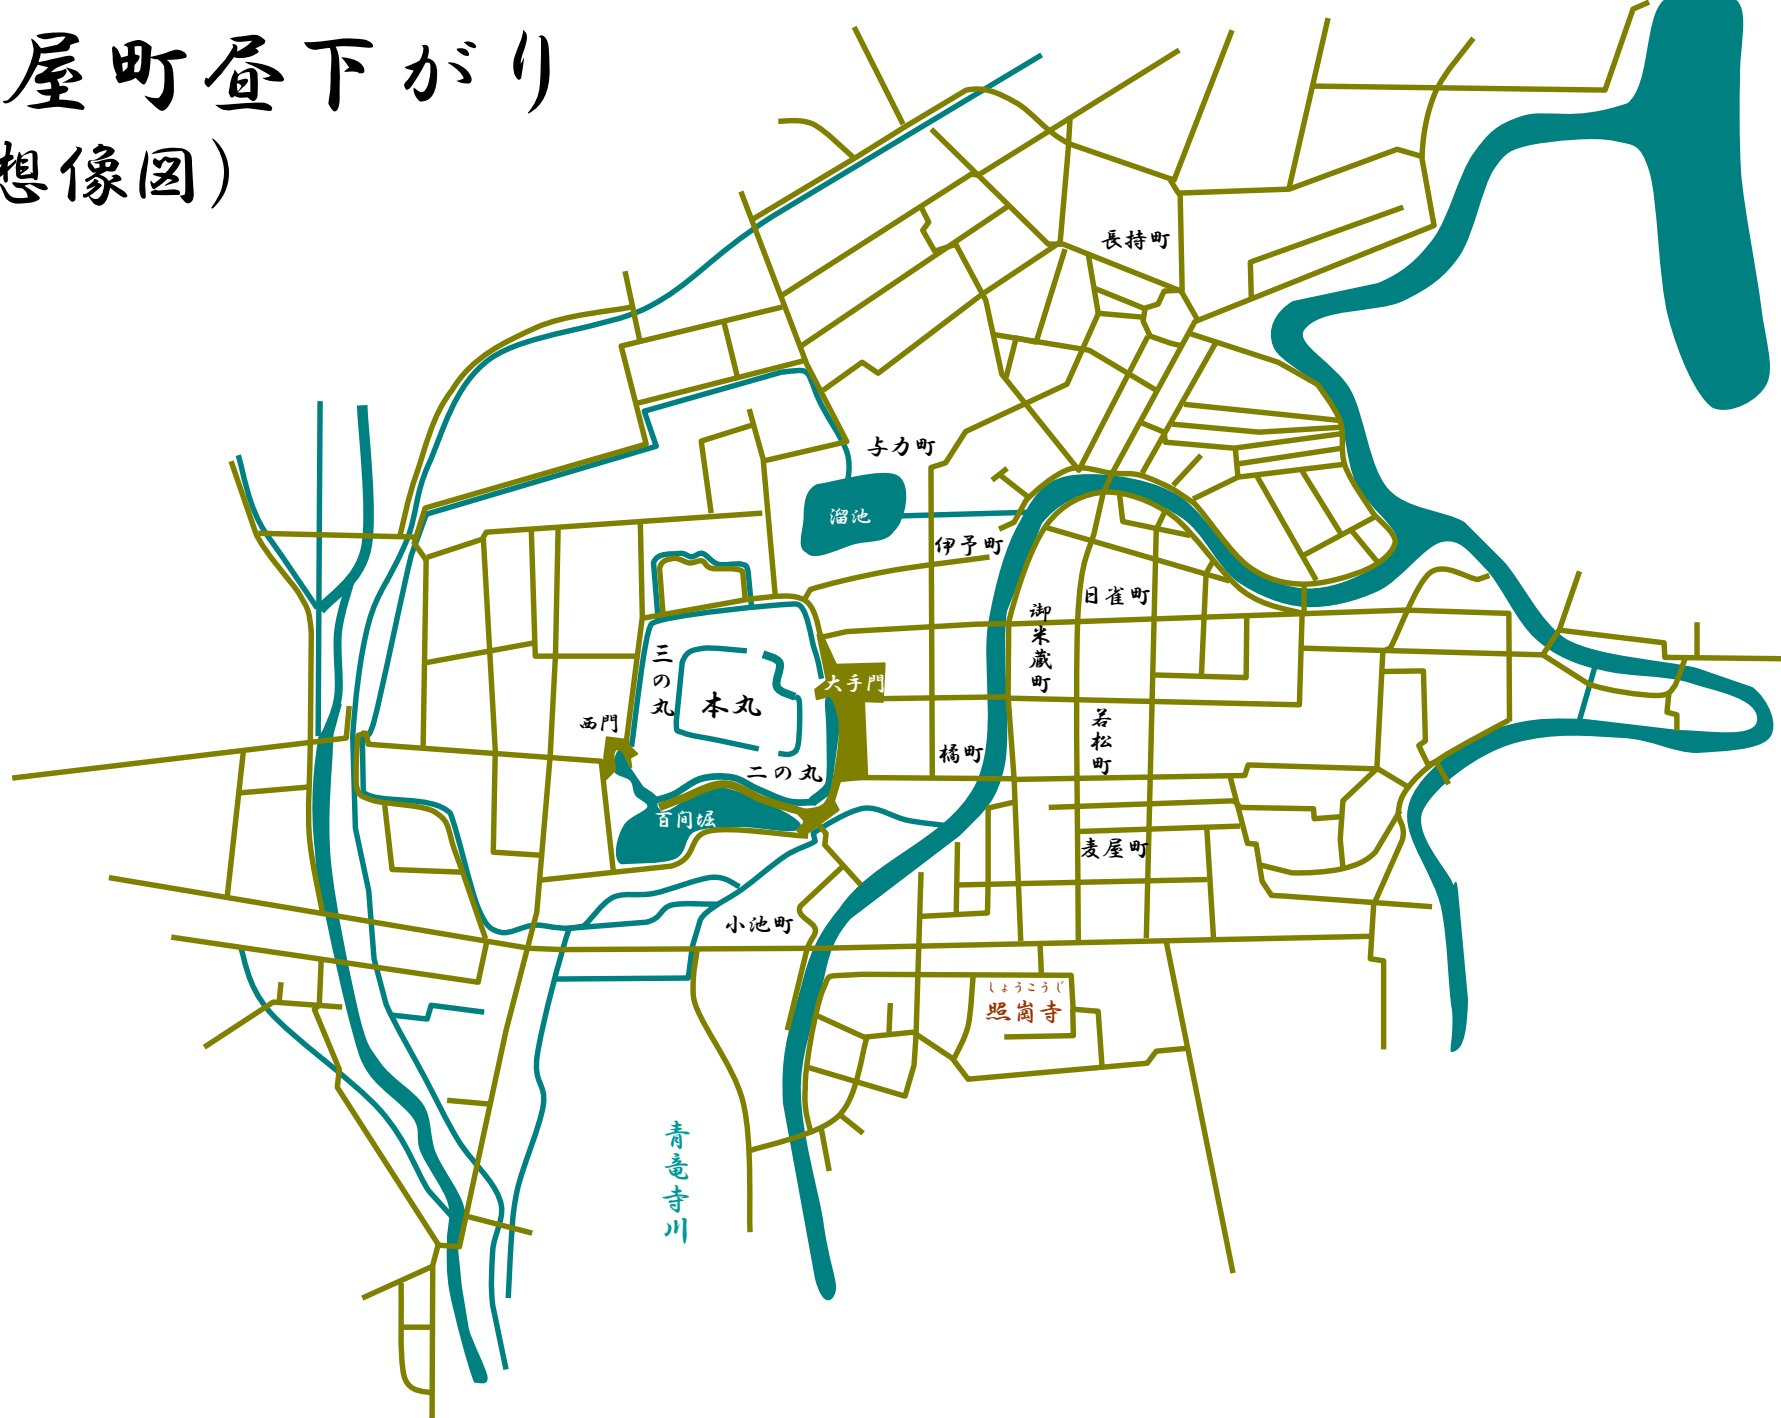 屋町昼下がり
想像図)
長持町
与力町
溜池
伊予町
日雀町
御米蔵町
三の丸
大手門
本丸
西門
若松町
橘町
二の丸
百间堀
麦屋町
小池町
しょうこうじ
照崗寺
青竜寺川